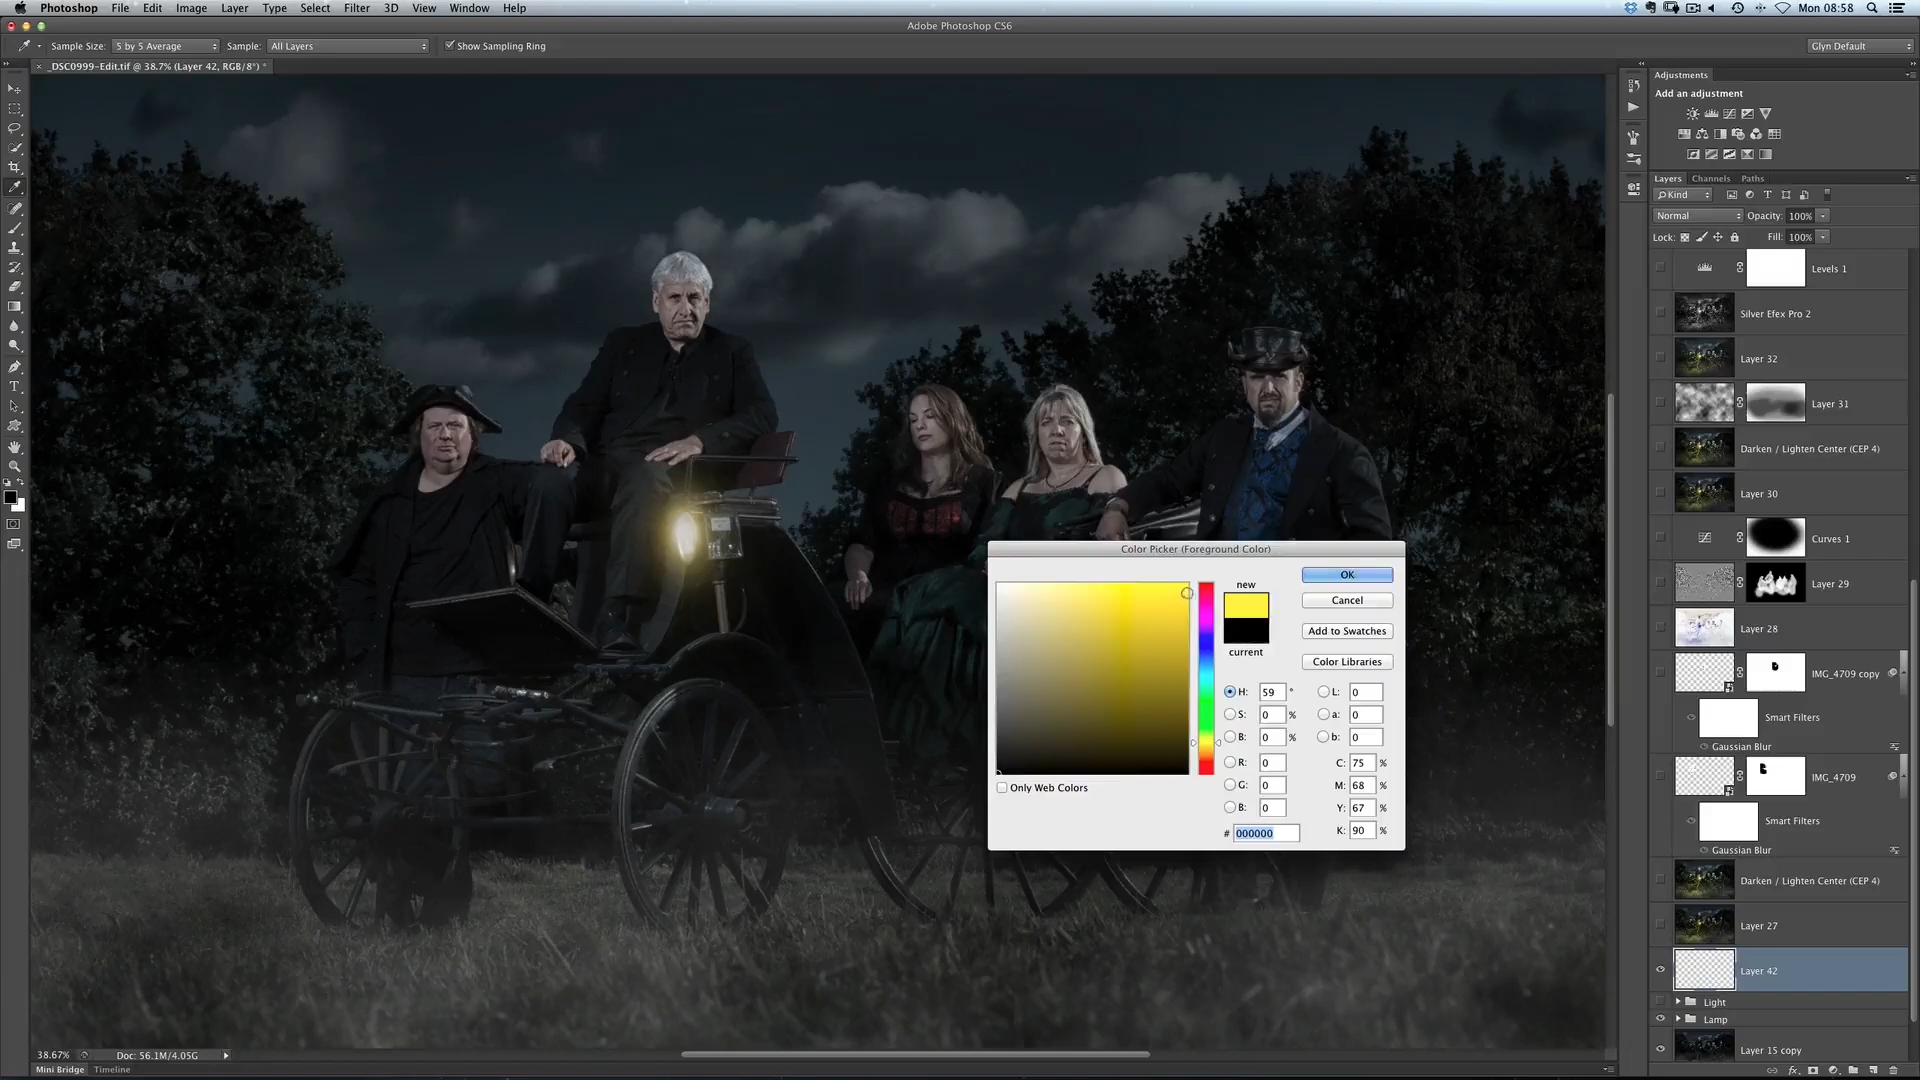 Photoshop File Edit Image Layer Type Select Filter 3D View Window Help Mon 08:58
Adobe Photoshop CS6
Sample Size: 5 by 5 Average Sample: All Layers Show Sampling Ring Glyn Default
× _DSC0999-Edit.tif @ 38.7% (Layer 42, RGB/8*) *
Adjustments
Add an adjustment
Layers Channels Paths
Kind
Normal Opacity: 100%
Lock: Fill: 100%
Levels 1
Silver Efex Pro 2
Layer 32
Layer 31
Darken / Lighten Center (CEP 4)
Layer 30
Curves 1
Layer 29
Layer 28
IMG_4709 copy
Smart Filters
Gaussian Blur
IMG_4709
Smart Filters
Gaussian Blur
Darken / Lighten Center (CEP 4)
Layer 27
Layer 42
Light
Lamp
Layer 15 copy
Color Picker (Foreground Color)
new
current
OK
Cancel
Add to Swatches
Color Libraries
H: 59 ° L: 0
S: 0 % a: 0
B: 0 % b: 0
R: 0 C: 75 %
G: 0 M: 68 %
B: 0 Y: 67 %
# 000000 K: 90 %
Only Web Colors
38.67% Doc: 56.1M/4.05G
Mini Bridge Timeline